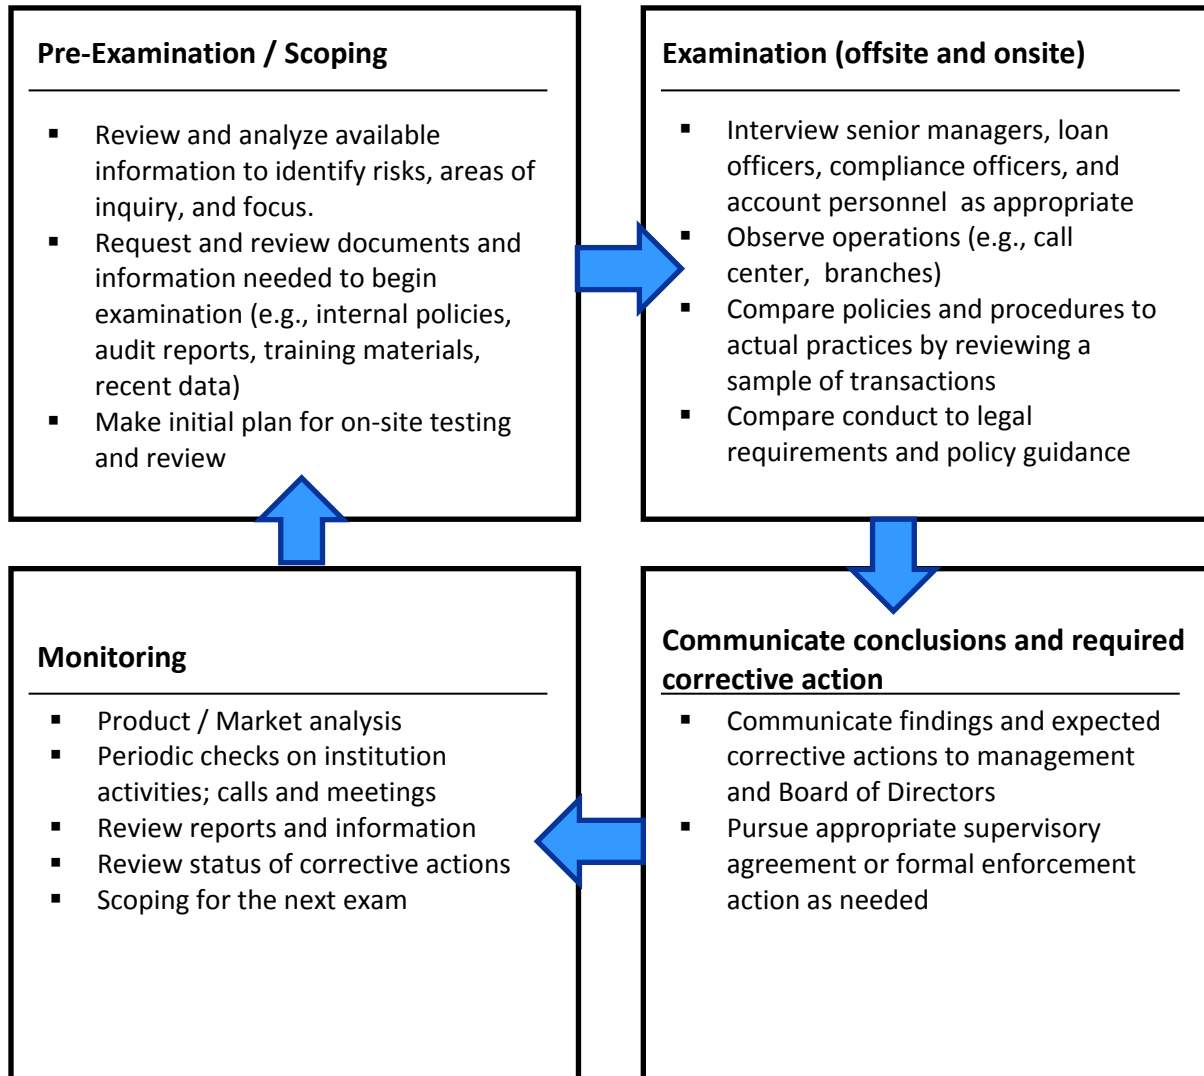 Pre-Examination / Scoping
▪ Review and analyze available
information to identify risks, areas of
inquiry, and focus.
▪ Request and review documents and
information needed to begin
examination (e.g., internal policies,
audit reports, training materials,
recent data)
▪ Make initial plan for on-site testing
and review
Examination (offsite and onsite)
▪ Interview senior managers, loan
officers, compliance officers, and
account personnel as appropriate
▪ Observe operations (e.g., call
center, branches)
▪ Compare policies and procedures to
actual practices by reviewing a
sample of transactions
▪ Compare conduct to legal
requirements and policy guidance
Communicate conclusions and required
corrective action
▪ Communicate findings and expected
corrective actions to management
and Board of Directors
▪ Pursue appropriate supervisory
agreement or formal enforcement
action as needed
Monitoring
▪ Product / Market analysis
▪ Periodic checks on institution
activities; calls and meetings
▪ Review reports and information
▪ Review status of corrective actions
▪ Scoping for the next exam